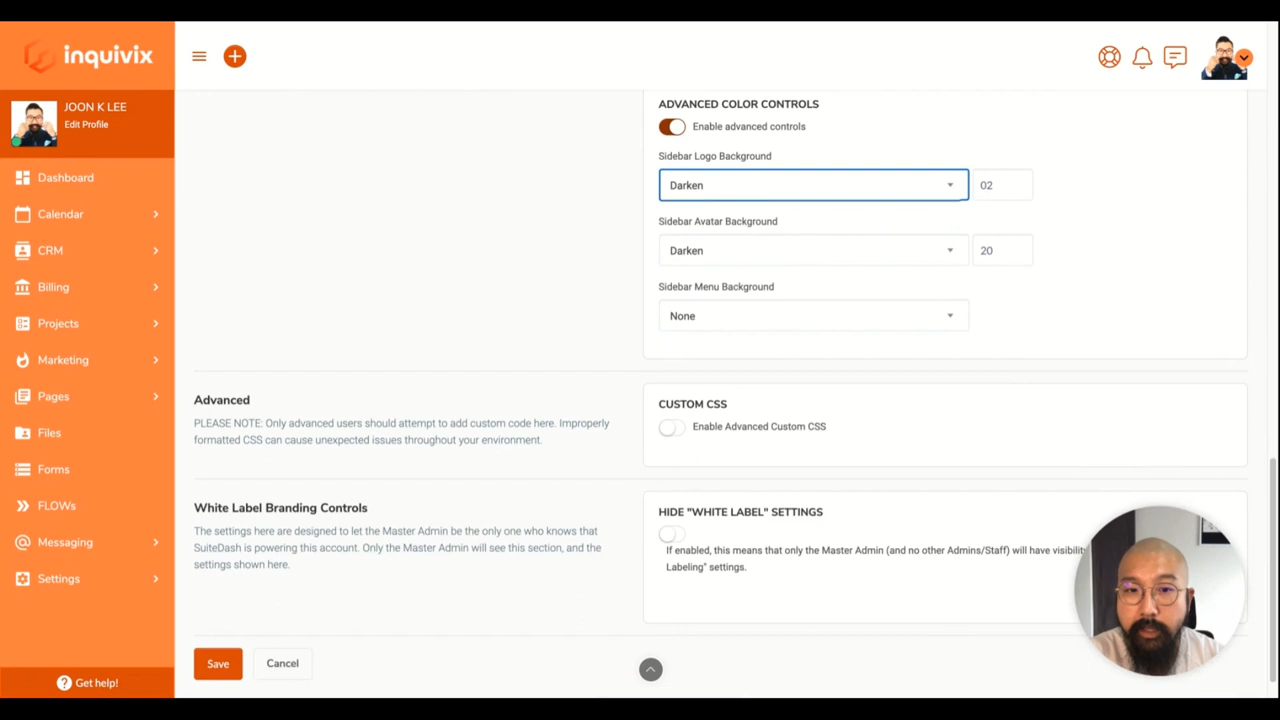 inquivix
JOON K LEE
Edit Profile
Dashboard
Calendar
CRM
Billing
Projects
Marketing
Pages
Files
Forms
FLOWs
Messaging
Settings
Get help!
ADVANCED COLOR CONTROLS
Enable advanced controls
Sidebar Logo Background
Darken 02
Sidebar Avatar Background
Darken 20
Sidebar Menu Background
None
Advanced
PLEASE NOTE: Only advanced users should attempt to add custom code here. Improperly
formatted CSS can cause unexpected issues throughout your environment.
CUSTOM CSS
Enable Advanced Custom CSS
White Label Branding Controls
The settings here are designed to let the Master Admin be the only one who knows that
SuiteDash is powering this account. Only the Master Admin will see this section, and the
settings shown here.
HIDE "WHITE LABEL" SETTINGS
If enabled, this means that only the Master Admin (and no other Admins/Staff) will have
Labeling" settings.
Save
Cancel